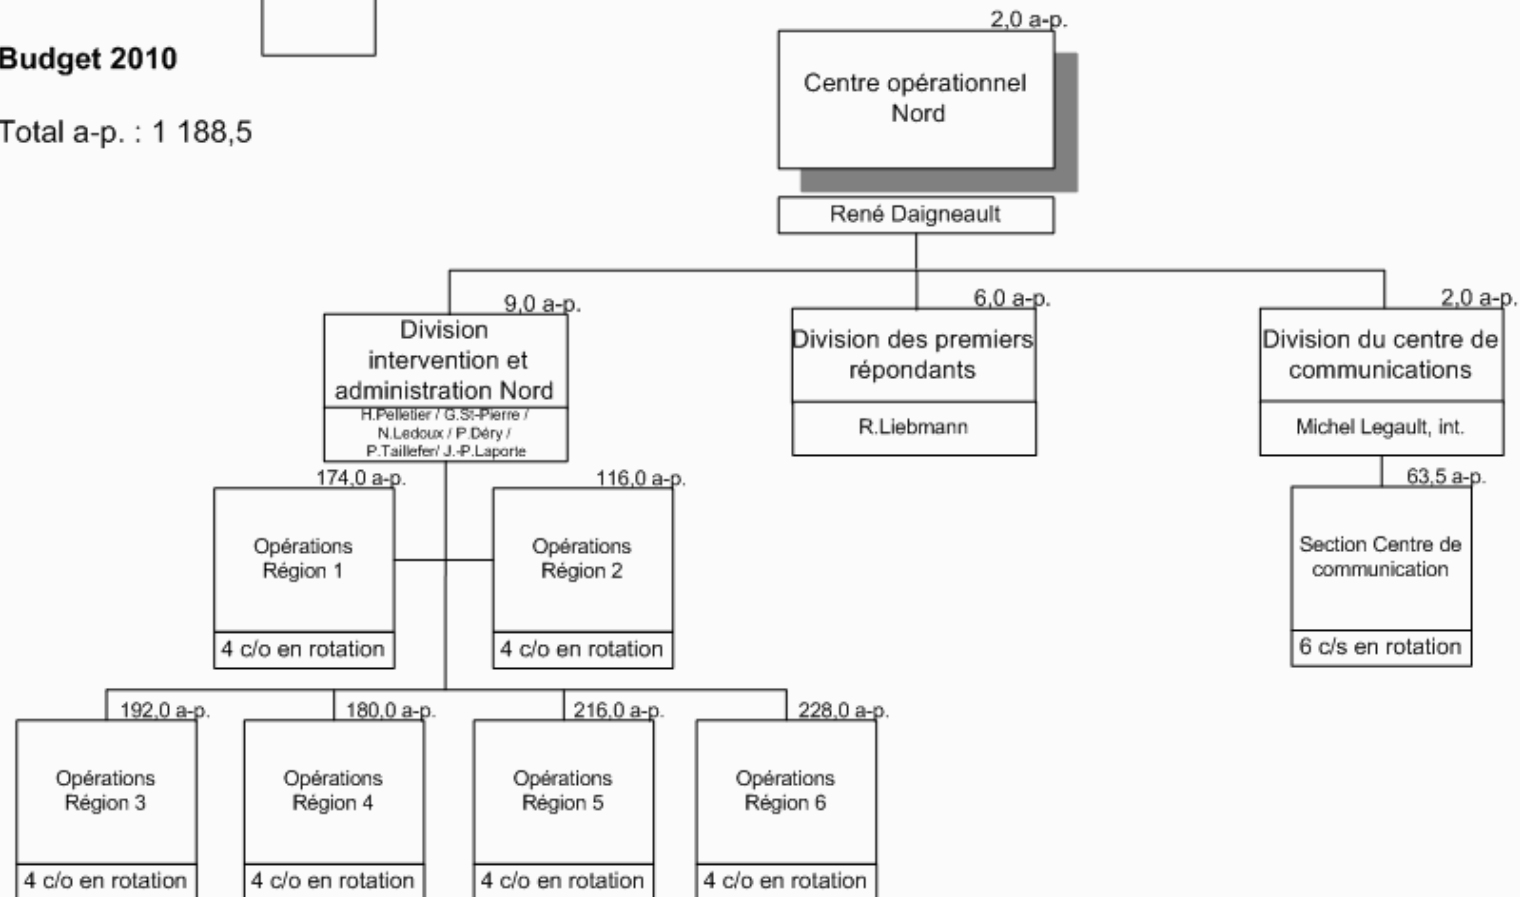 Budget 2010
Total a-p. : 1 188,5
2,0 a-p.
Centre opérationnel
Nord
René Daigneault
9,0 a-p.
Division
intervention et
administration Nord
H.Pelletier / G.St-Pierre /
N.Ledoux / P.Déry /
P.Taillefer/ J.-P.Laporte
6,0 a-p.
Division des premiers
répondants
R.Liebmann
2,0 a-p.
Division du centre de
communications
Michel Legault, int.
174,0 a-p.
Opérations
Région 1
4 c/o en rotation
116,0 a-p.
Opérations
Région 2
4 c/o en rotation
63,5 a-p.
Section Centre de
communication
6 c/s en rotation
192,0 a-p.
Opérations
Région 3
4 c/o en rotation
180,0 a-p.
Opérations
Région 4
4 c/o en rotation
216,0 a-p.
Opérations
Région 5
4 c/o en rotation
228,0 a-p.
Opérations
Région 6
4 c/o en rotation